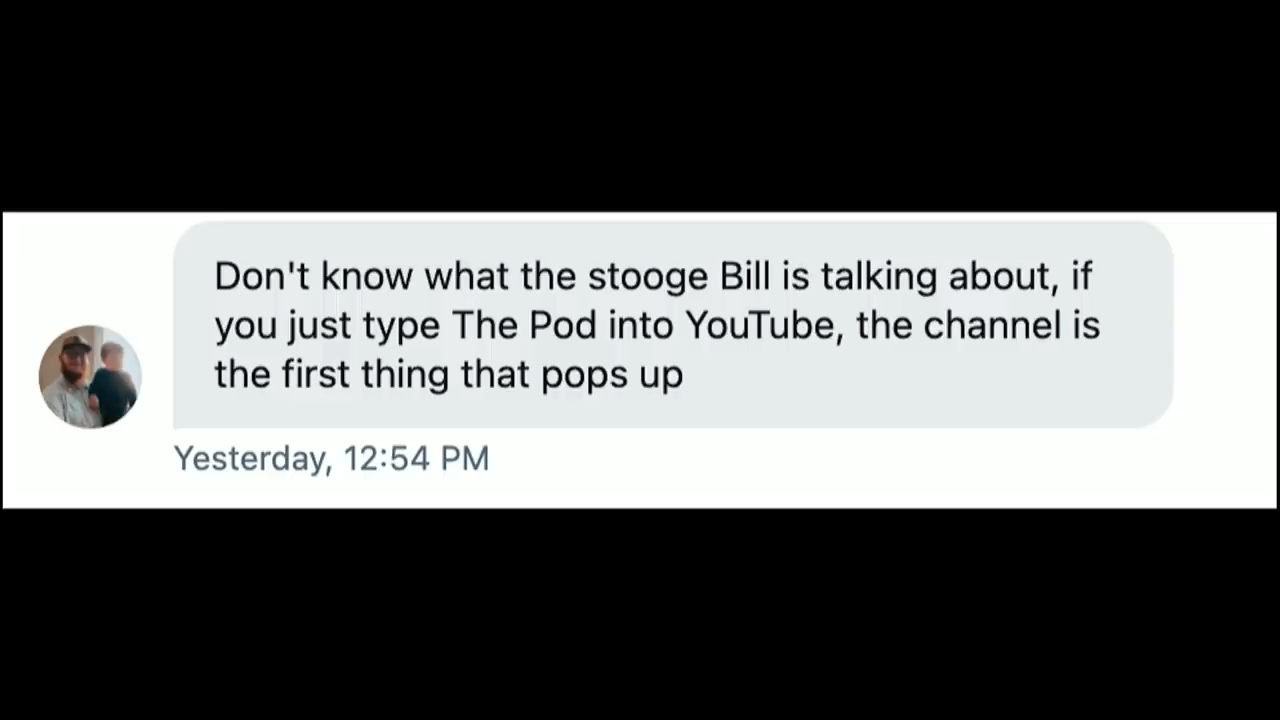 Don't know what the stooge Bill is talking about, if
you just type The Pod into YouTube, the channel is
the first thing that pops up
Yesterday, 12:54 PM